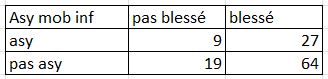 Asy mob inf pas blessé blessé
asy 9 27
pas asy 19 64